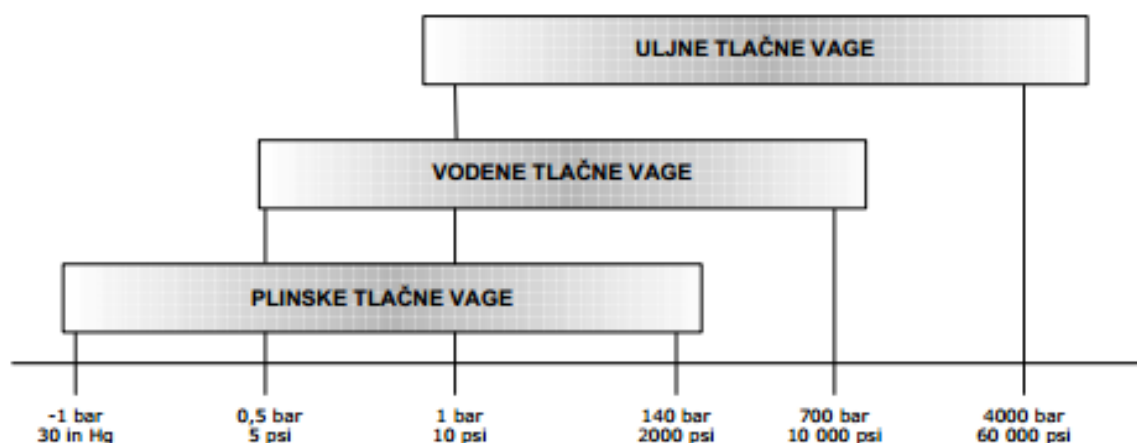 ULJNE TLAČNE VAGE
VODENE TLAČNE VAGE
PLINSKE TLAČNE VAGE
-1 bar 0,5 bar 1 bar 140 bar 700 bar 4000 bar
30 in Hg 5 psi 10 psi 2000 psi 10 000 psi 60 000 psi